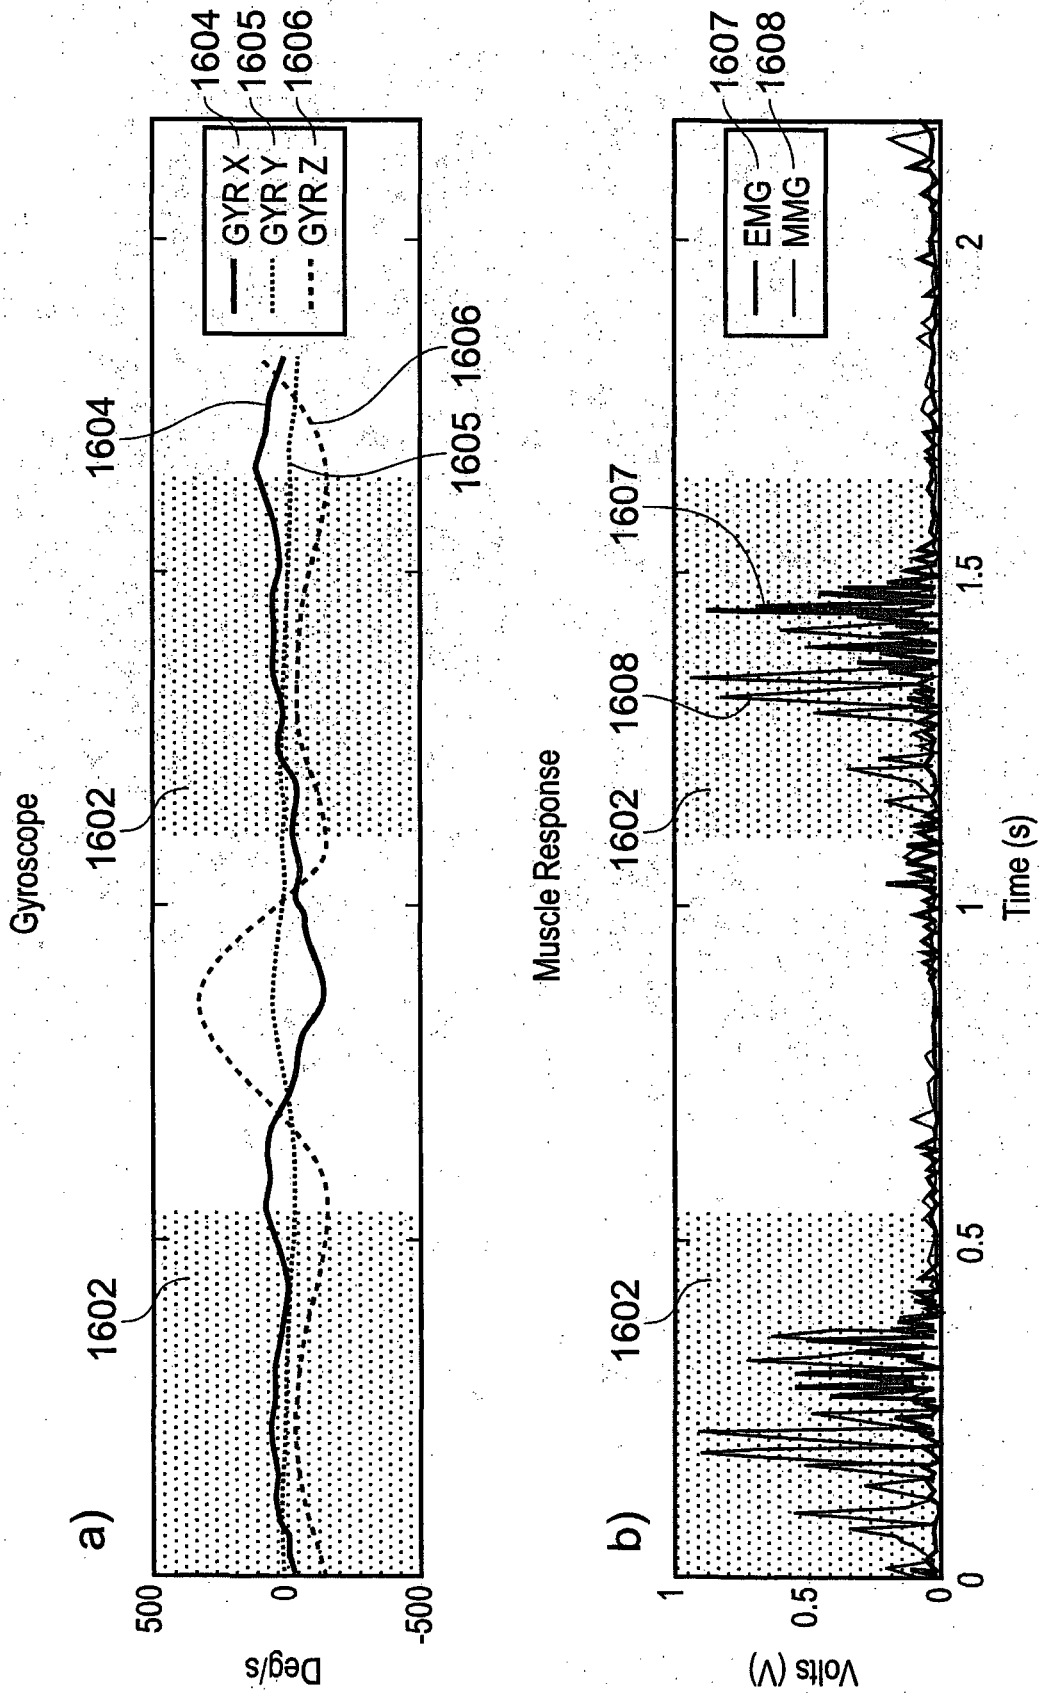 Gyroscope
a)
1602
1602
1604
1605
1606
GYR X
GYR Y
GYR Z
1604
1605
1606
500
0
-500
Deg/s
Muscle Response
b)
1602
1602
1608
1607
EMG
MMG
1607
1608
1
0.5
0
Volts (V)
0
0.5
1
1.5
2
Time (s)